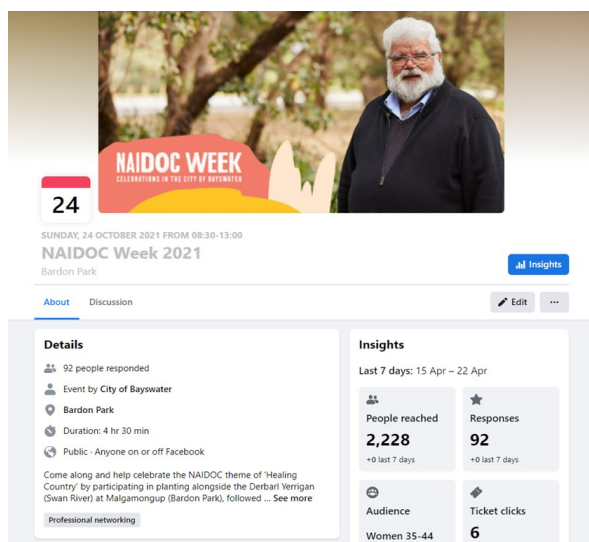 NAIDOC WEEK
CELEBRATIONS IN THE CITY OF BAYSWATER
24
SUNDAY, 24 OCTOBER 2021 FROM 08:30-13:00
NAIDOC Week 2021
Bardon Park
Insights
About
Discussion
Edit
...
Details
92 people responded
Event by City of Bayswater
Bardon Park
Duration: 4 hr 30 min
Public · Anyone on or off Facebook
Come along and help celebrate the NAIDOC theme of 'Healing
Country' by participating in planting alongside the Derbarl Yerrigan
(Swan River) at Malgamongup (Bardon Park), followed ... See more
Professional networking
Insights
Last 7 days: 15 Apr – 22 Apr
People reached
2,228
+0 last 7 days
Responses
92
+0 last 7 days
Audience
Women 35-44
Ticket clicks
6